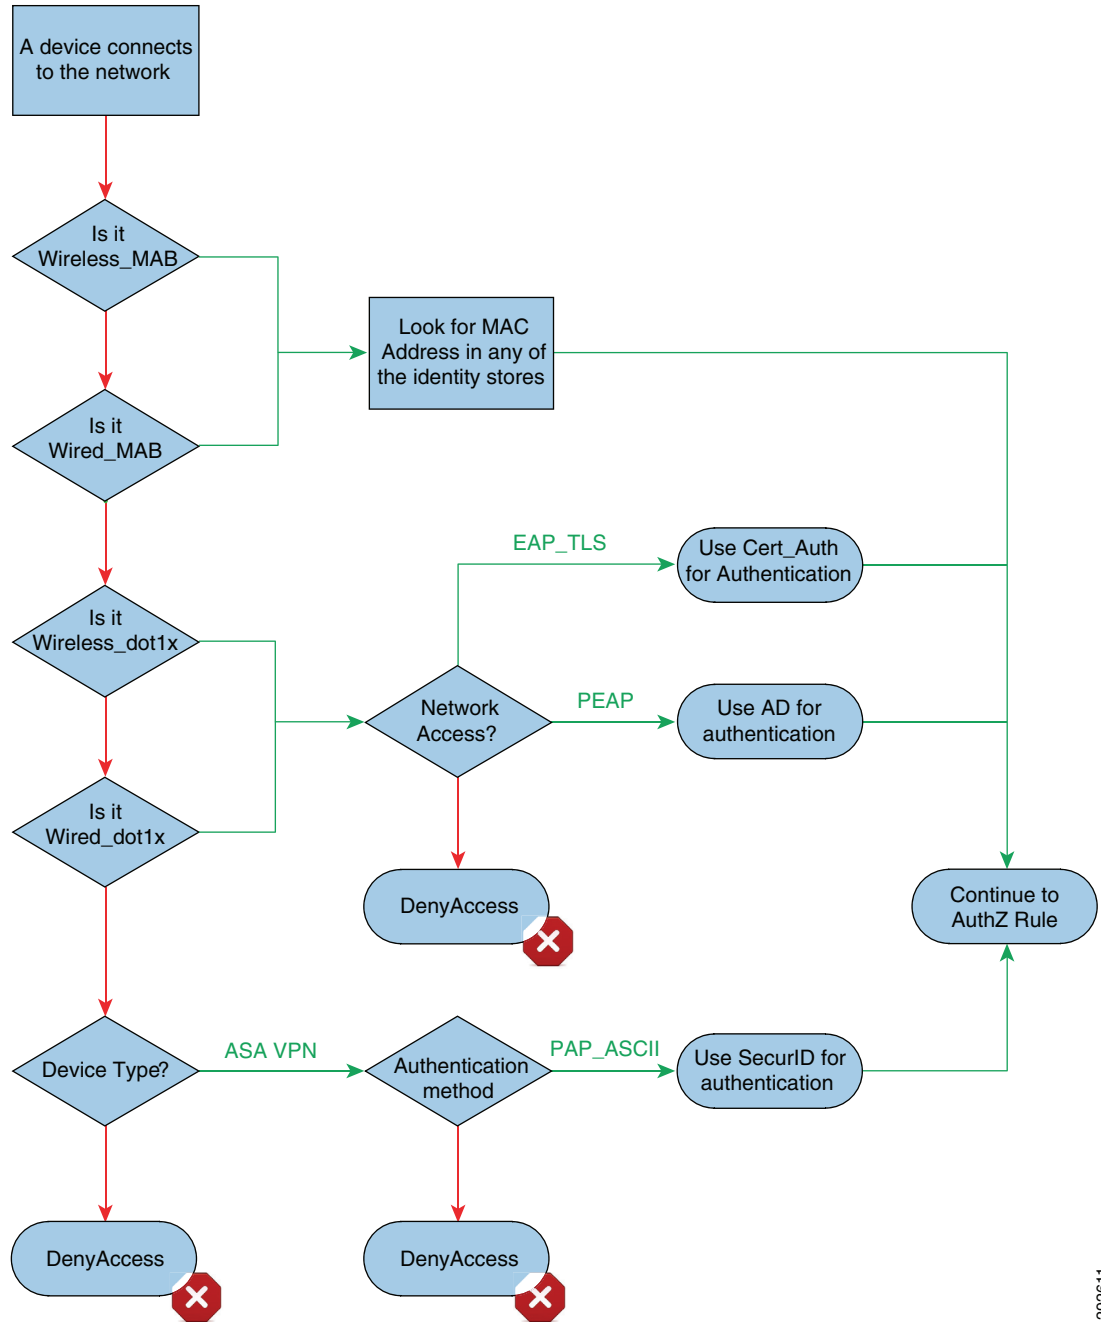 A device connects
to the network
Is it
Wireless_MAB
Look for MAC
Address in any of
the identity stores
Is it
Wired_MAB
EAP_TLS
Use Cert_Auth
for Authentication
Is it
Wireless_dot1x
Network
Access?
PEAP
Use AD for
authentication
Is it
Wired_dot1x
DenyAccess
Continue to
AuthZ Rule
Device Type?
ASA VPN
Authentication
method
PAP_ASCII
Use SecurID for
authentication
DenyAccess
DenyAccess